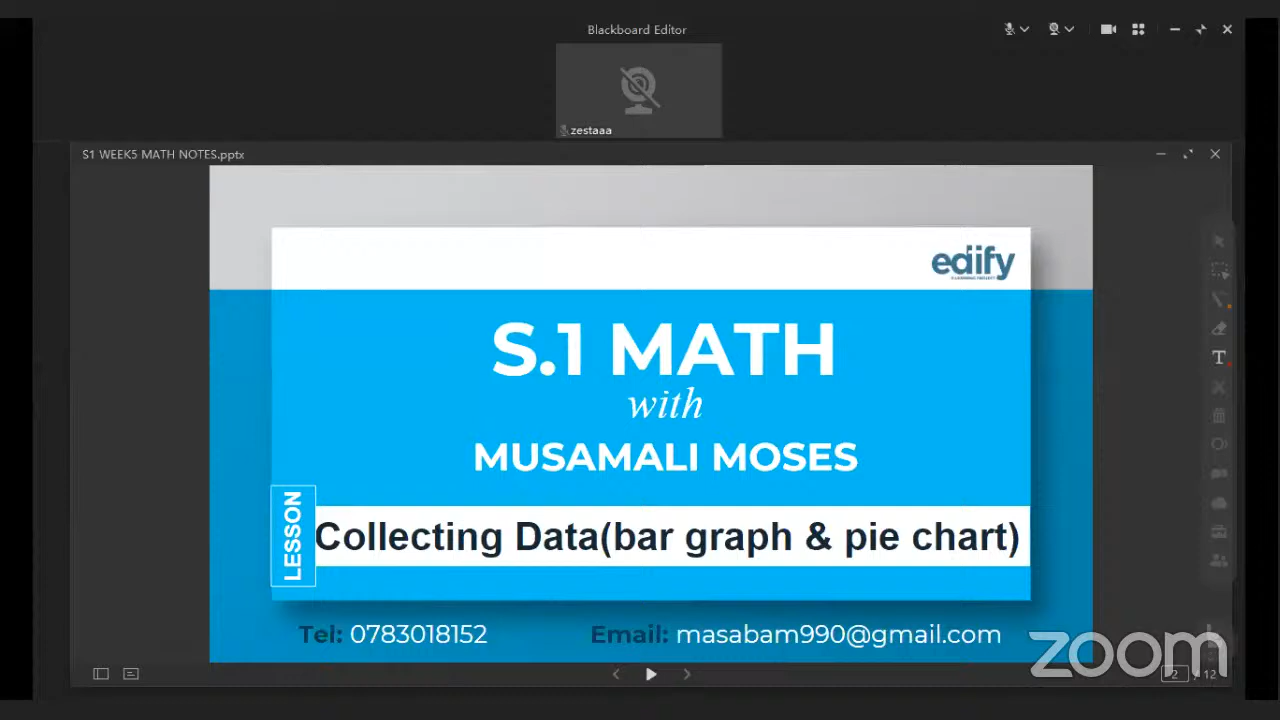 Blackboard Editor
zestaaa
S1 WEEK5 MATH NOTES.pptx
edify
S.1 MATH
with
MUSAMALI MOSES
LESSON
Collecting Data(bar graph & pie chart)
Tel: 0783018152
Email: masabam990@gmail.com
zoom
2 / 12
T